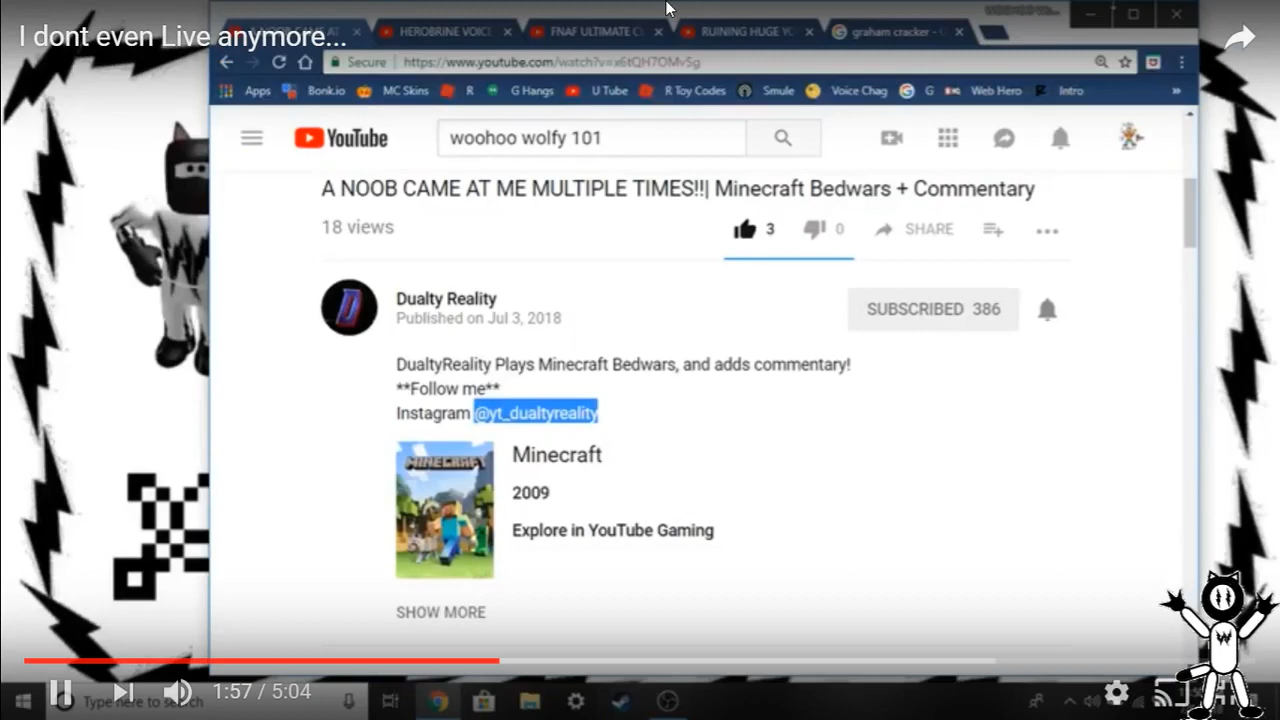 I dont even Live anymore...
HEROBRINE VOICE
FNAF ULTIMATE C
RUINING HUGE Y
graham cracker -
Secure https://www.youtube.com/watch?v=x6tQH7OMvSg
Apps Bonk.io MC Skins R G Hangs U Tube R Toy Codes Smule Voice Chag G Web Hero Intro »
YouTube woohoo wolfy 101
A NOOB CAME AT ME MULTIPLE TIMES!!| Minecraft Bedwars + Commentary
18 views 3 0 SHARE
Dualty Reality
Published on Jul 3, 2018
SUBSCRIBED 386
DualtyReality Plays Minecraft Bedwars, and adds commentary!
**Follow me**
Instagram @yt_dualtyreality
MINECRAFT
Minecraft
2009
Explore in YouTube Gaming
SHOW MORE
1:57 / 5:04
Type here to search
W